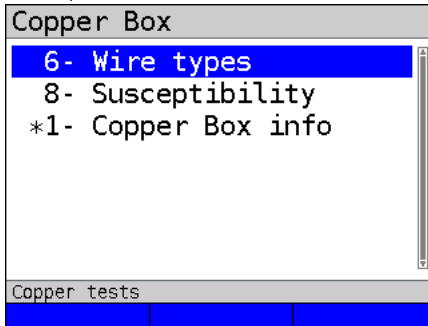 Copper Box
6- Wire types
8- Susceptibility
*1- Copper Box info
Copper tests